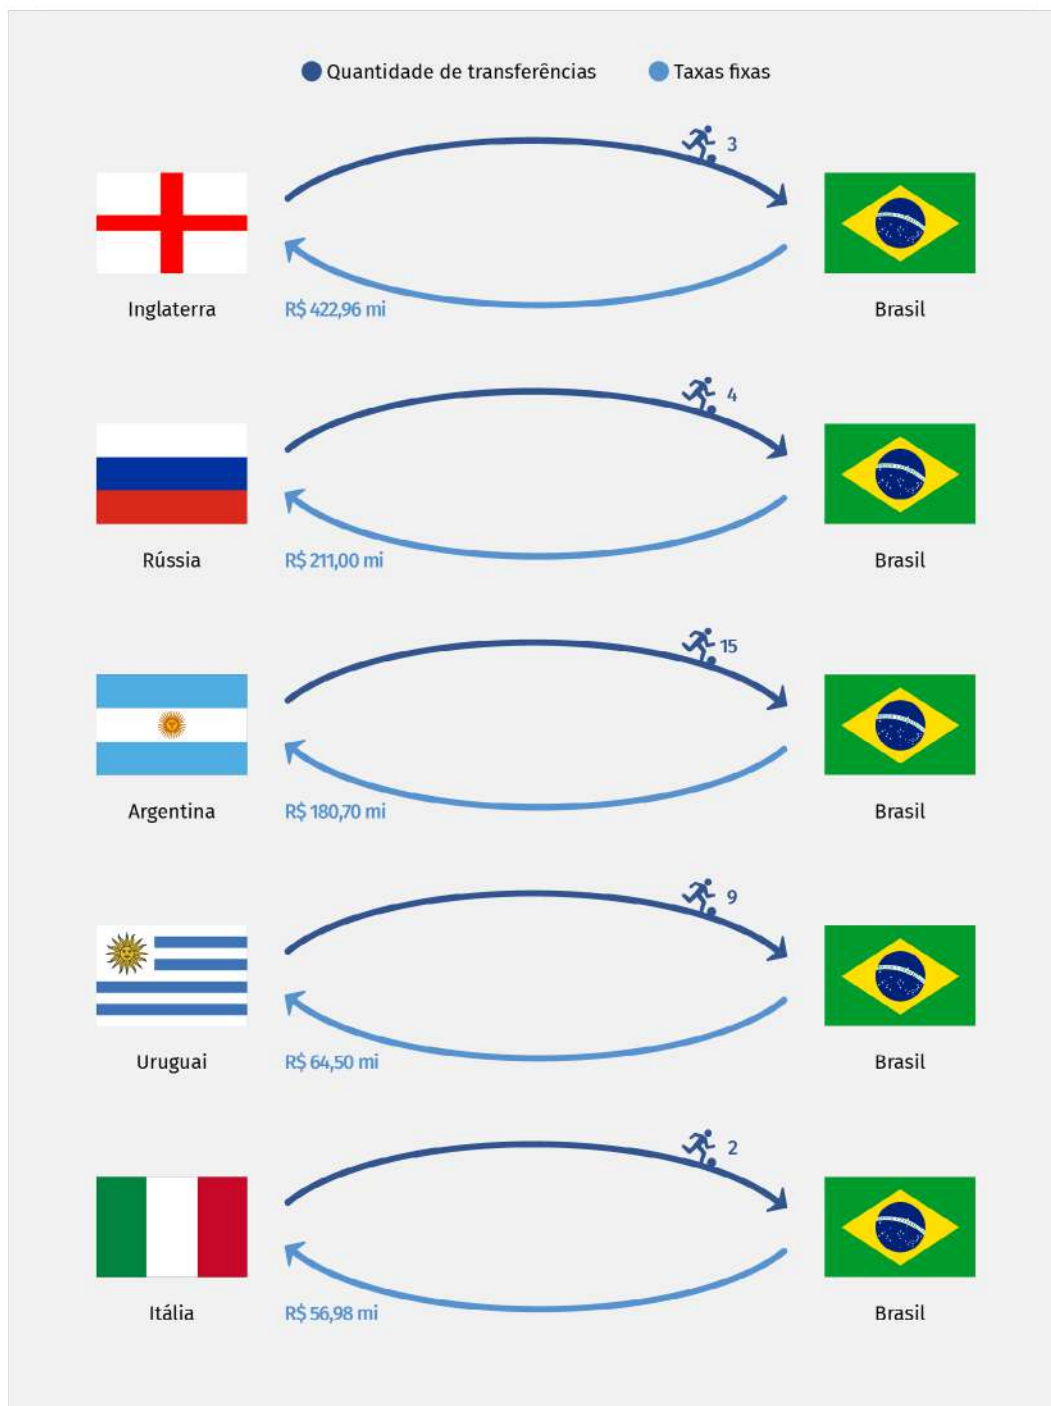 Quantidade de transferências Taxas fixas
3
Inglaterra R$ 422,96 mi Brasil
4
Rússia R$ 211,00 mi Brasil
15
Argentina R$ 180,70 mi Brasil
9
Uruguai R$ 64,50 mi Brasil
2
Itália R$ 56,98 mi Brasil